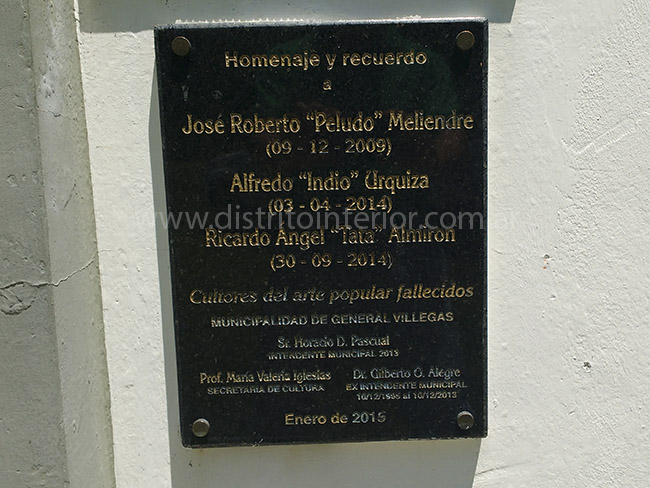 Homenaje y recuerdo
a
José Roberto "Peludo" Meliendre
(09 - 12 - 2009)
Alfredo "Indio" Urquiza
(03 - 04 - 2014)
www.distritointerior.com
Ricardo Ángel "Tata" Almirón
(30 - 09 - 2014)
Cultores del arte popular fallecidos
MUNICIPALIDAD DE GENERAL VILLEGAS
Sr. Horacio D. Pascual
INTENDENTE MUNICIPAL 2013
Prof. María Valeria Iglesias
SECRETARIA DE CULTURA
Dr. Gilberto O. Alegre
EX INTENDENTE MUNICIPAL
10/12/1995 al 10/12/2013
Enero de 2015